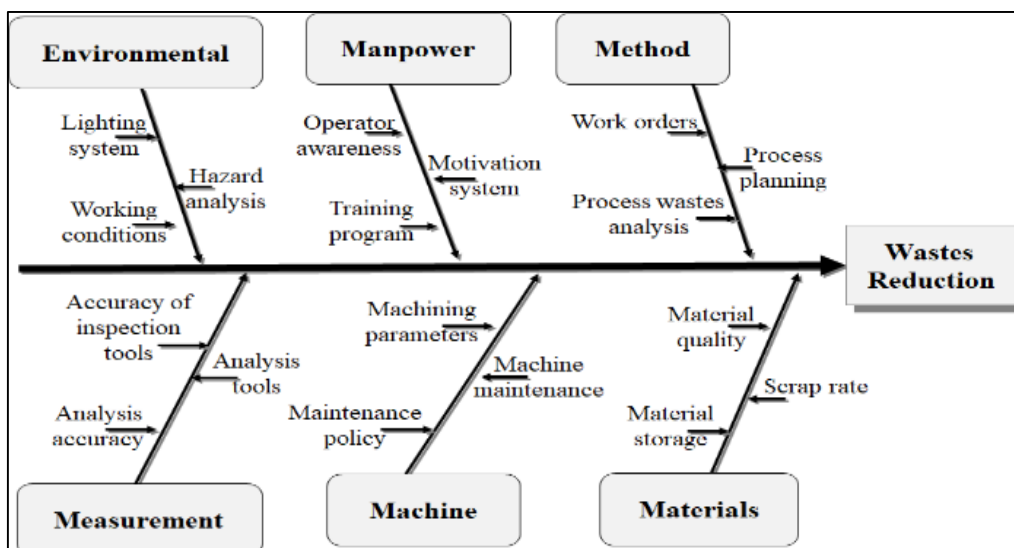 Environmental
Manpower
Method
Lighting
system
Hazard
analysis
Working
conditions
Operator
awareness
Motivation
system
Training
program
Work orders
Process
planning
Process wastes
analysis
Wastes
Reduction
Accuracy of
inspection
tools
Analysis
tools
Analysis
accuracy
Machining
parameters
Machine
maintenance
Maintenance
policy
Material
quality
Scrap rate
Material
storage
Measurement
Machine
Materials